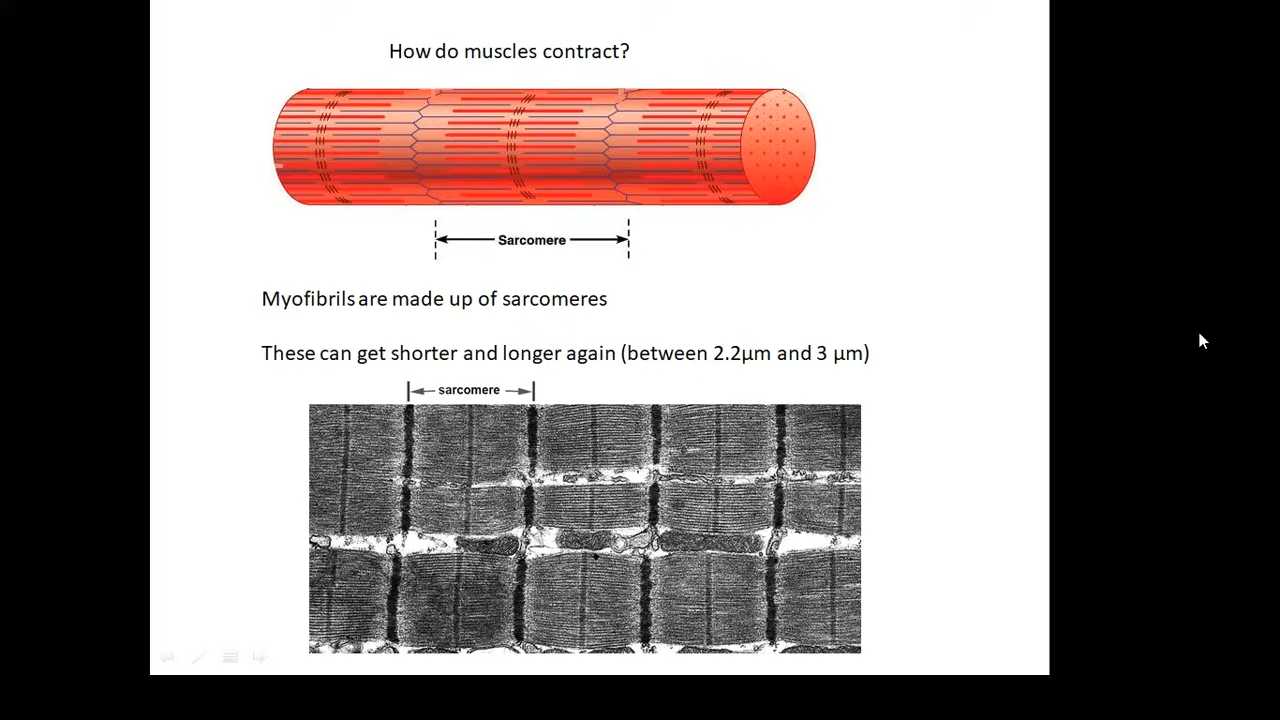 How do muscles contract?
Sarcomere
Myofibrils are made up of sarcomeres
These can get shorter and longer again (between 2.2µm and 3 µm)
sarcomere